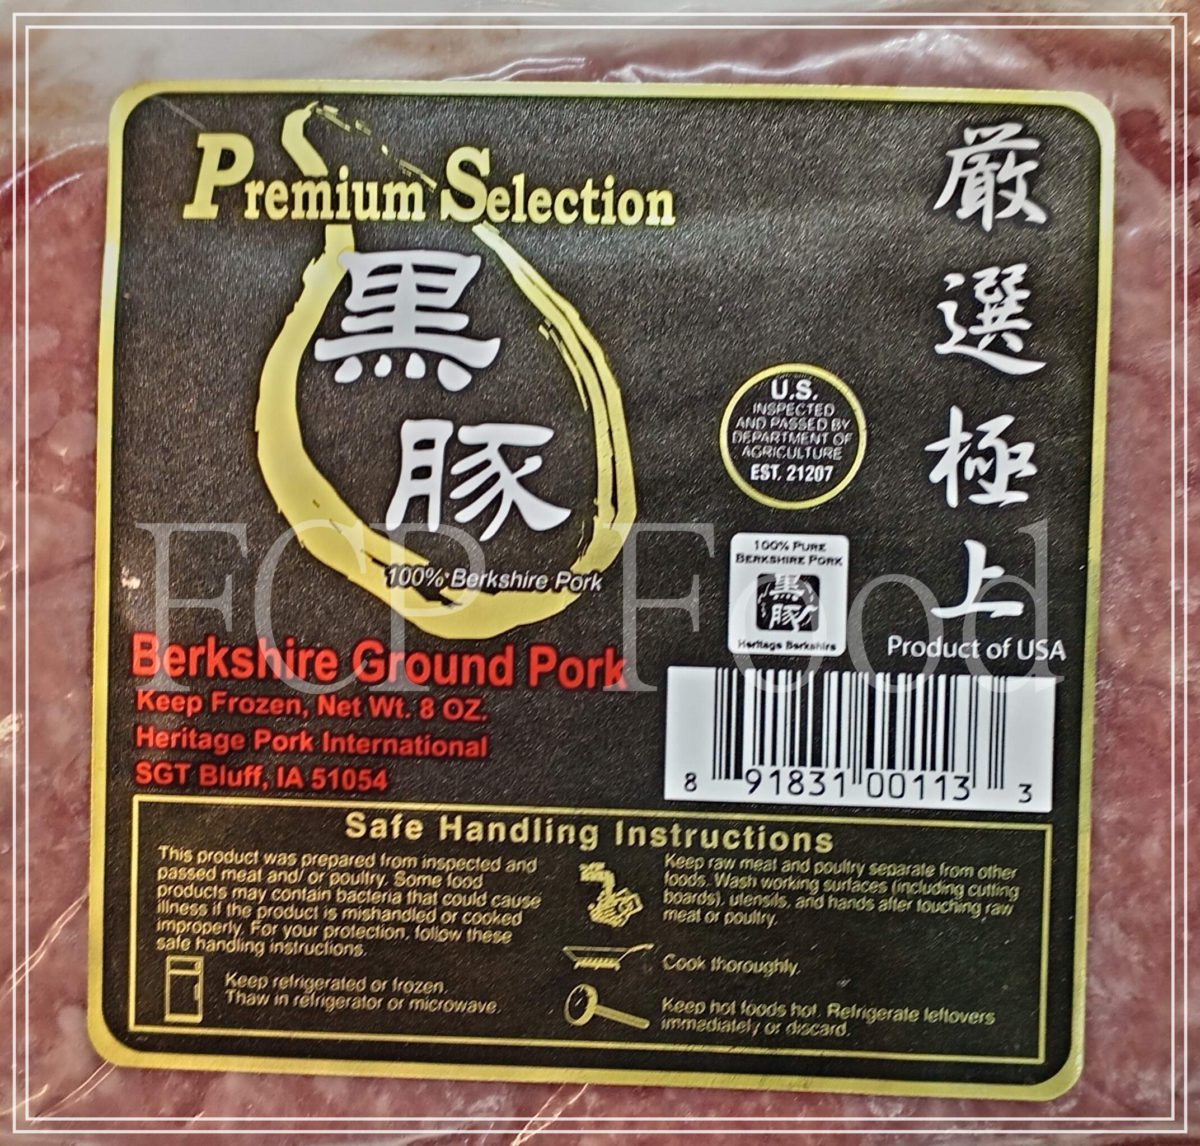 Premium Selection
黒
豚
100% Berkshire Pork
厳
選
極
上
U.S.
INSPECTED
AND PASSED BY
DEPARTMENT OF
AGRICULTURE
EST. 21207
100% PURE
BERKSHIRE PORK
黒
豚
Heritage Berkshire
Product of USA
FCP Food
Berkshire Ground Pork
Keep Frozen, Net Wt. 8 OZ.
Heritage Pork International
SGT Bluff, IA 51054
8 91831 00113 3
Safe Handling Instructions
This product was prepared from inspected and
passed meat and/ or poultry. Some food
products may contain bacteria that could cause
illness if the product is mishandled or cooked
improperly. For your protection, follow these
safe handling instructions.
Keep refrigerated or frozen.
Thaw in refrigerator or microwave.
Keep raw meat and poultry separate from other
foods. Wash working surfaces (including cutting
boards), utensils, and hands after touching raw
meat or poultry.
Cook thoroughly.
Keep hot foods hot. Refrigerate leftovers
immediately or discard.